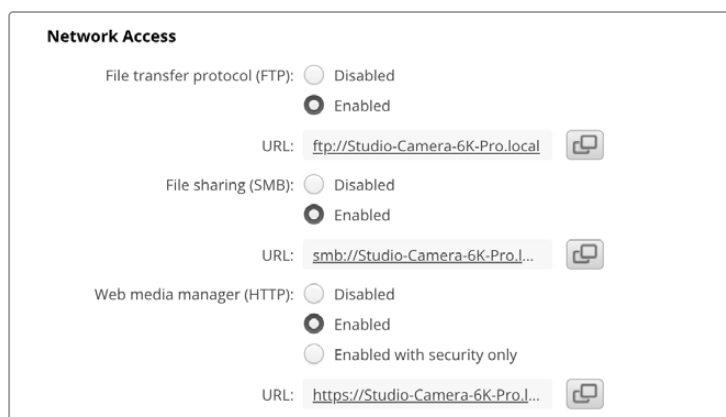 Network Access
File transfer protocol (FTP): Disabled
Enabled
URL: ftp://Studio-Camera-6K-Pro.local
File sharing (SMB): Disabled
Enabled
URL: smb://Studio-Camera-6K-Pro.l...
Web media manager (HTTP): Disabled
Enabled
Enabled with security only
URL: https://Studio-Camera-6K-Pro.l...